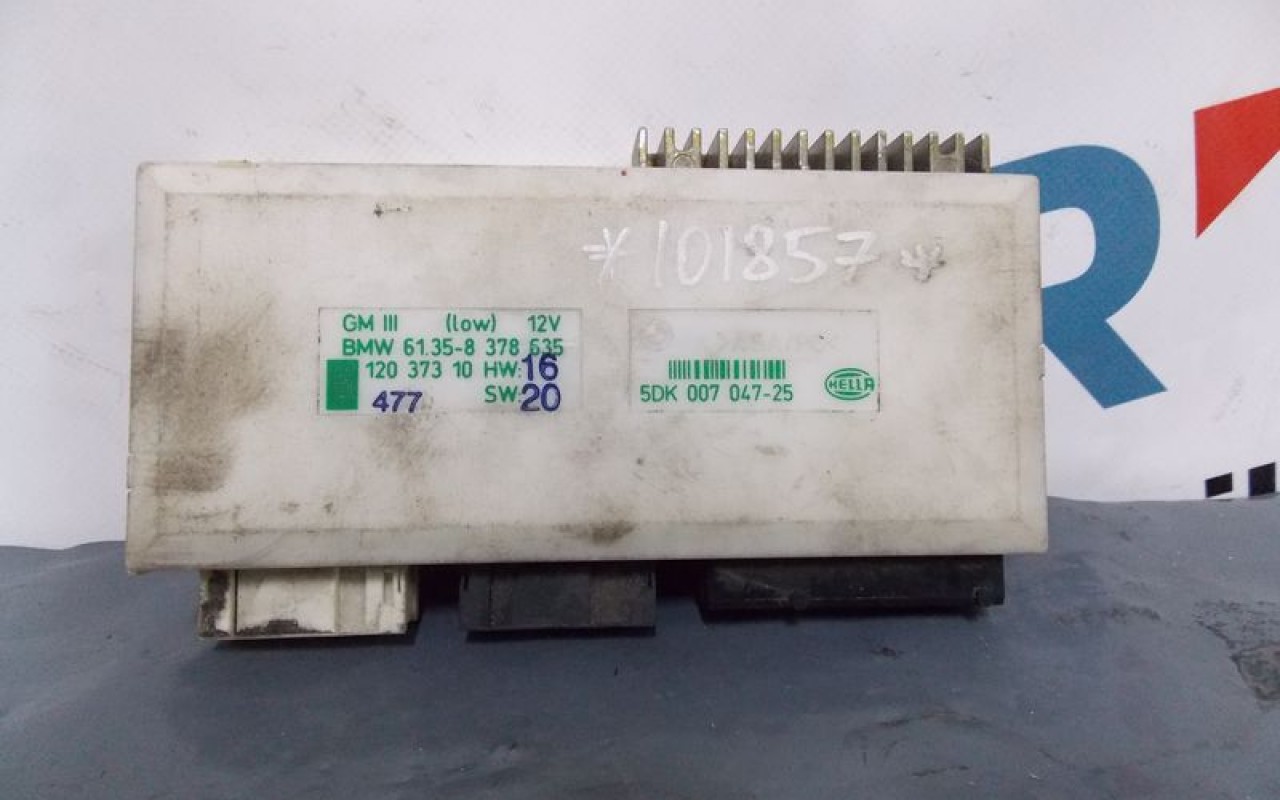 *101857*
GM III (low) 12V
BMW 61.35-8 378 635
120 373 10 HW: 16
477 SW: 20
5DK 007 047-25
HELLA
R